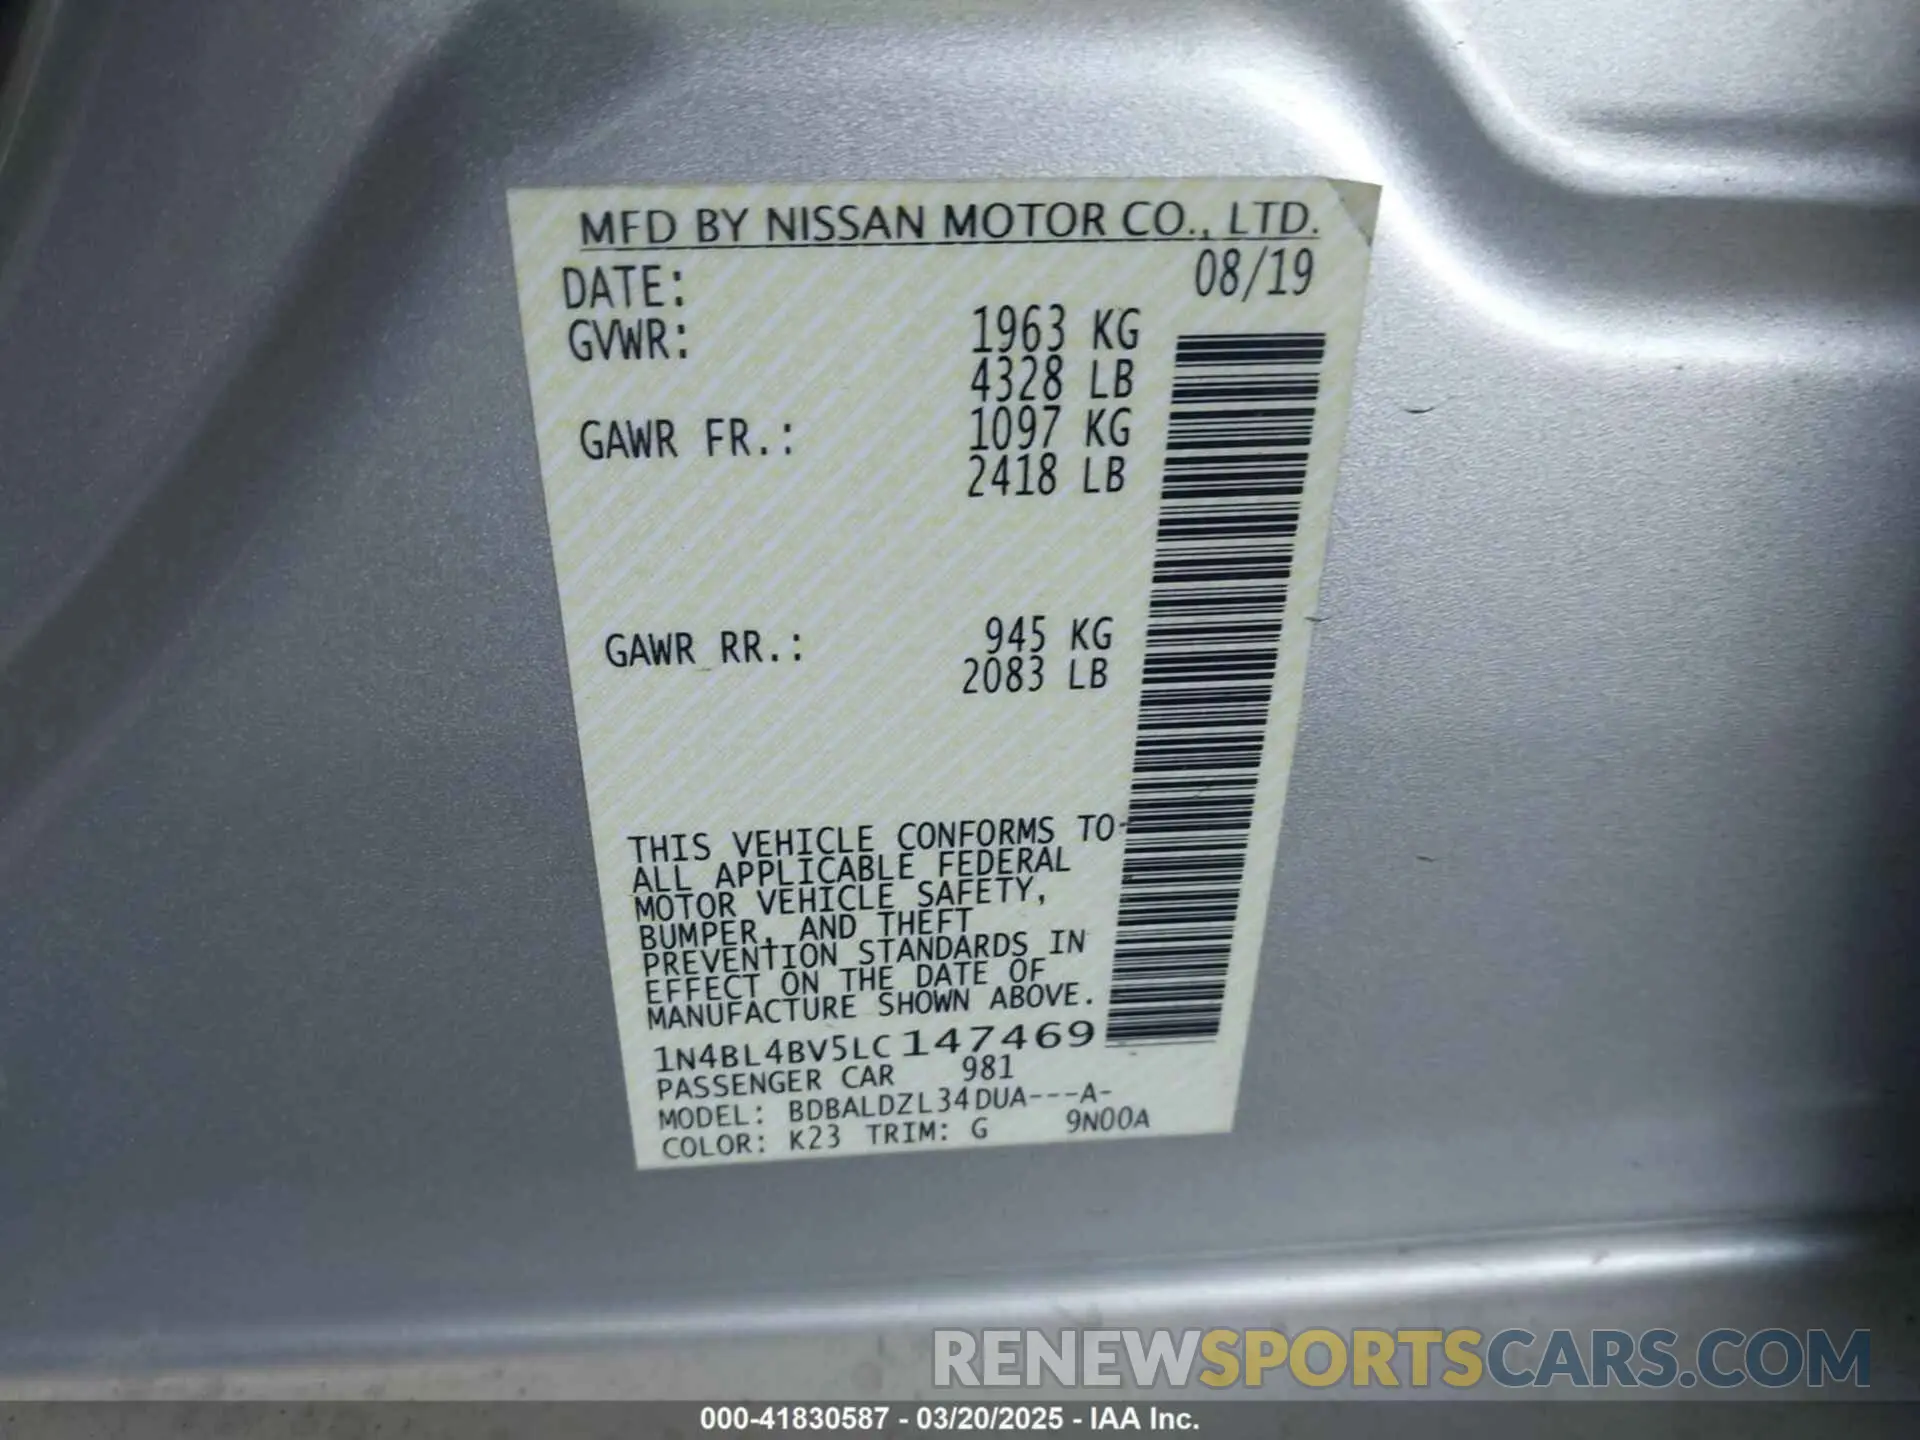 MFD BY NISSAN MOTOR CO., LTD.
DATE: 08/19
GVWR: 1963 KG
4328 LB
GAWR FR.: 1097 KG
2418 LB
GAWR RR.: 945 KG
2083 LB
THIS VEHICLE CONFORMS TO
ALL APPLICABLE FEDERAL
MOTOR VEHICLE SAFETY,
BUMPER, AND THEFT
PREVENTION STANDARDS IN
EFFECT ON THE DATE OF
MANUFACTURE SHOWN ABOVE.
1N4BL4BV5LC147469
PASSENGER CAR 981
MODEL: BDBALDZL34DUA---A-
COLOR: K23 TRIM: G 9N00A
RENEWSPORTSCARS.COM
000-41830587 - 03/20/2025 - IAA Inc.